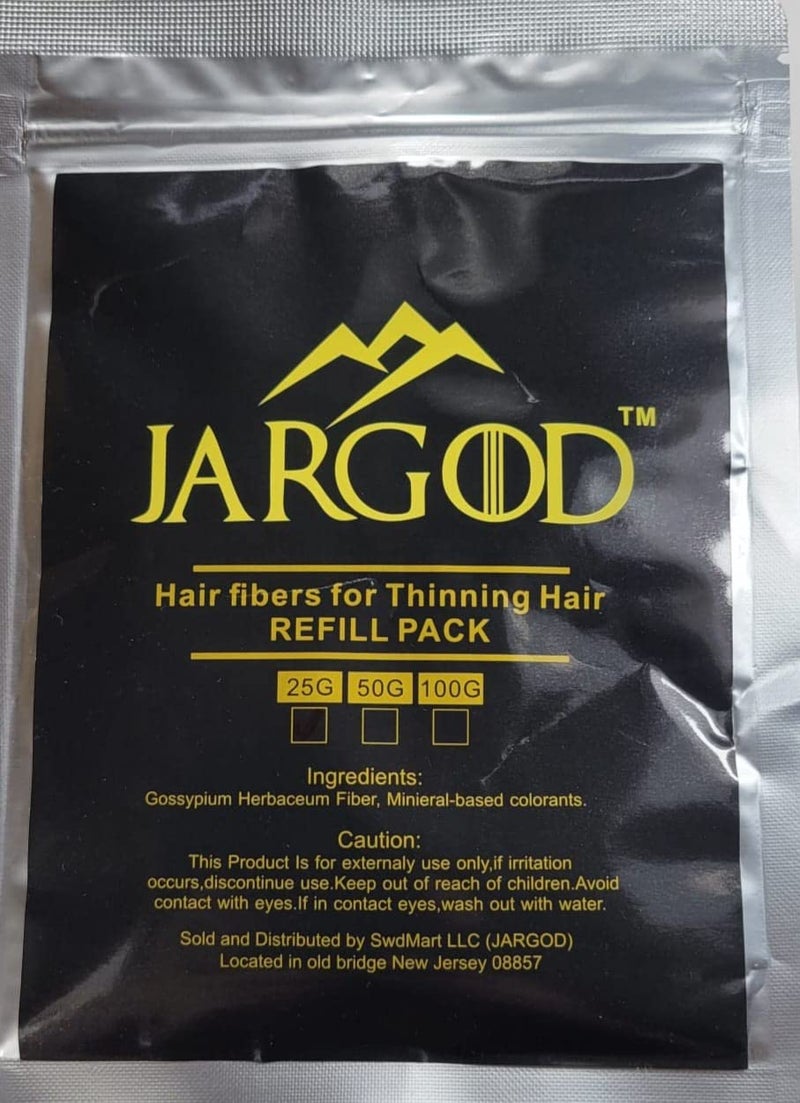 JARGOD™
Hair fibers for Thinning Hair
REFILL PACK
25G 50G 100G
Ingredients:
Gossypium Herbaceum Fiber, Minieral-based colorants.
Caution:
This Product Is for externaly use only,if irritation
occurs,discontinue use.Keep out of reach of children.Avoid
contact with eyes.If in contact eyes,wash out with water.
Sold and Distributed by SwdMart LLC (JARGOD)
Located in old bridge New Jersey 08857